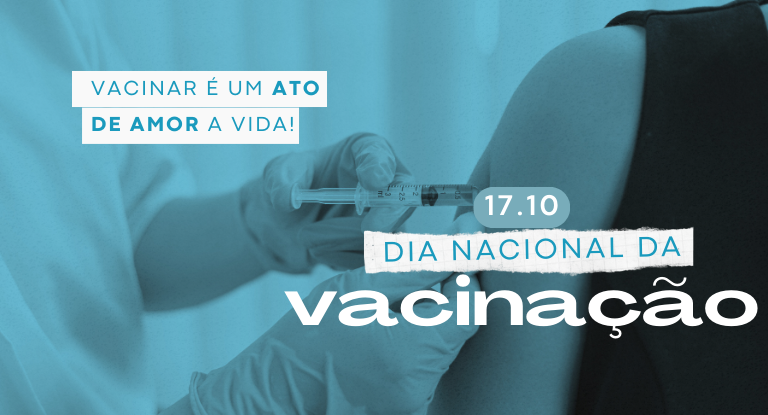 VACINAR É UM ATO
DE AMOR A VIDA!
17.10
DIA NACIONAL DA
vacinação